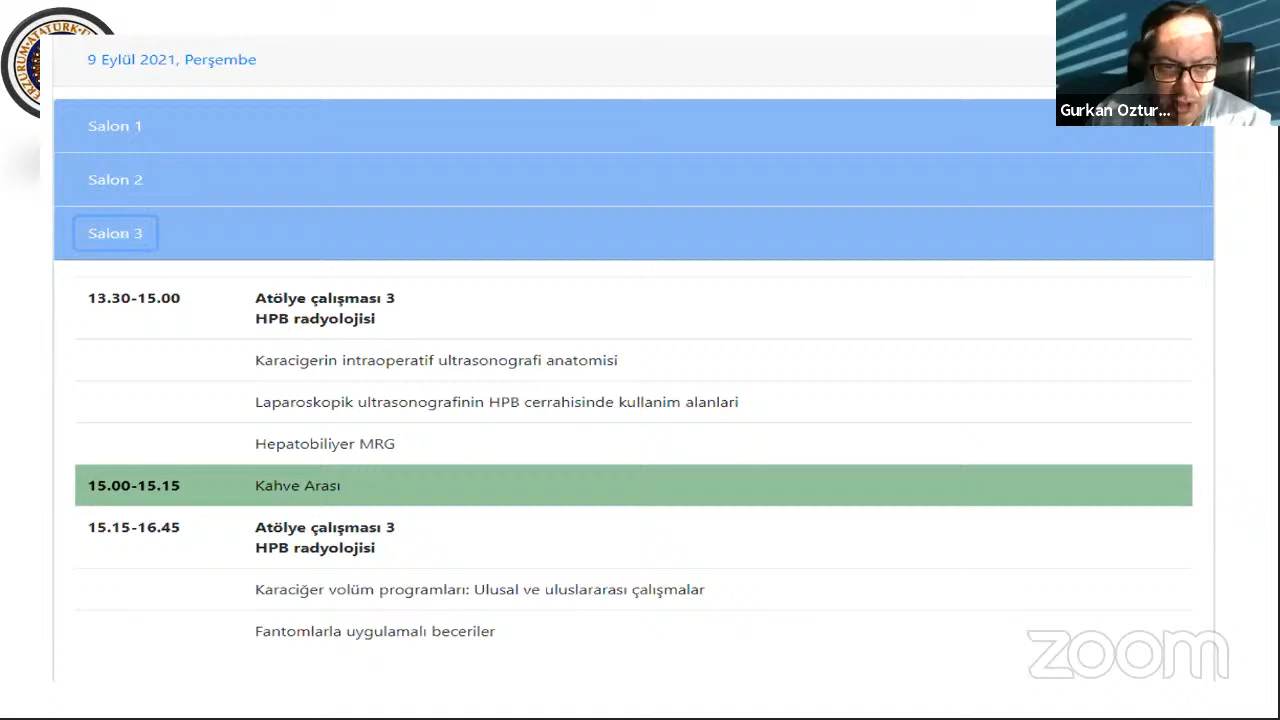 ERZURUM·ATATÜRK
9 Eylül 2021, Perşembe
Gurkan Oztur...
Salon 1
Salon 2
Salon 3
13.30-15.00 Atölye çalışması 3
HPB radyolojisi
Karacigerin intraoperatif ultrasonografi anatomisi
Laparoskopik ultrasonografinin HPB cerrahisinde kullanim alanlari
Hepatobiliyer MRG
15.00-15.15 Kahve Arası
15.15-16.45 Atölye çalışması 3
HPB radyolojisi
Karaciğer volüm programları: Ulusal ve uluslararası çalışmalar
Fantomlarla uygulamalı beceriler
zoom